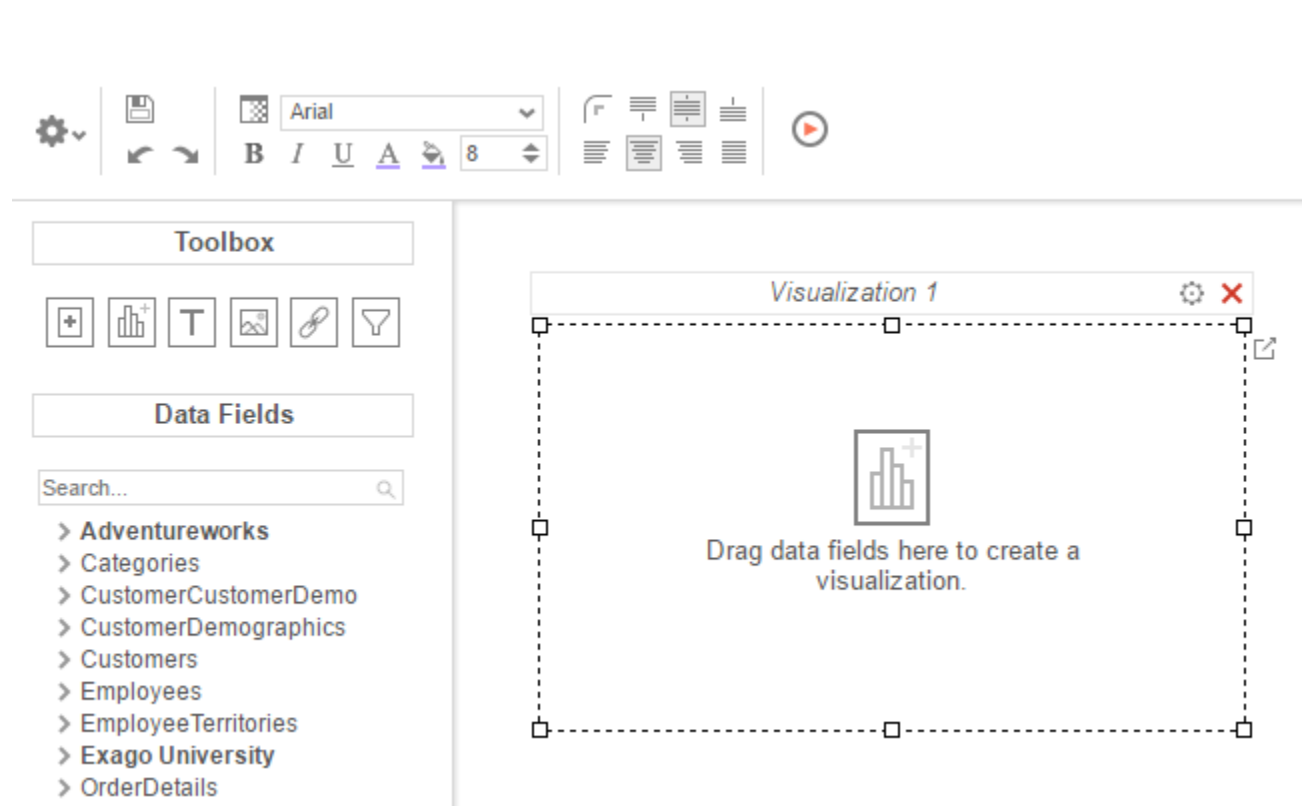 Arial
B I U A 8
Toolbox
T
Data Fields
Search...
Adventureworks
Categories
CustomerCustomerDemo
CustomerDemographics
Customers
Employees
EmployeeTerritories
Exago University
OrderDetails
Visualization 1
Drag data fields here to create a
visualization.